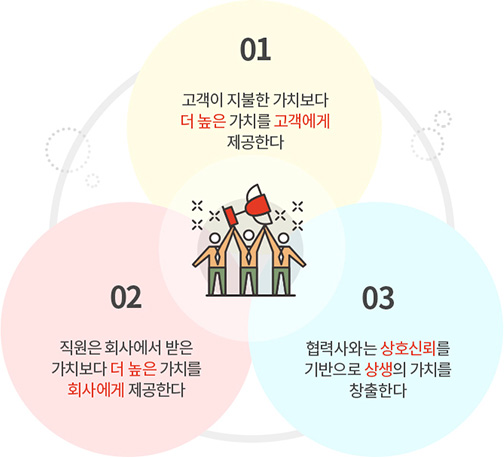 01
고객이 지불한 가치보다
더 높은 가치를 고객에게
제공한다
02
직원은 회사에서 받은
가치보다 더 높은 가치를
회사에게 제공한다
03
협력사와는 상호신뢰를
기반으로 상생의 가치를
창출한다